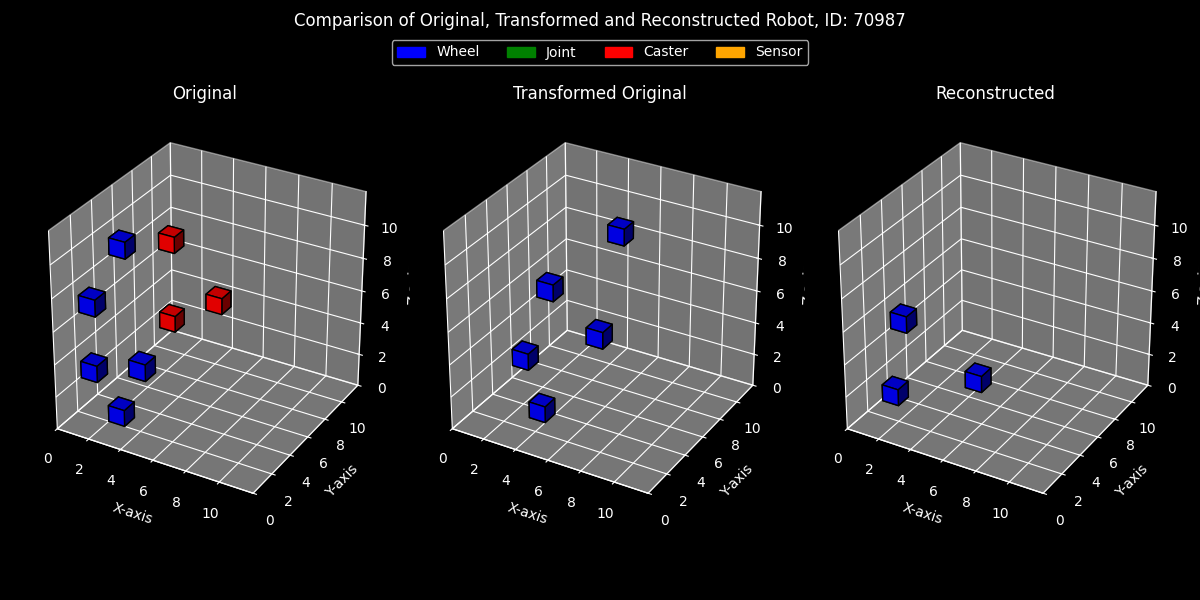 Comparison of Original, Transformed and Reconstructed Robot, ID: 70987
Wheel Joint Caster Sensor
Original Transformed Original Reconstructed
10 10 10
8 8 8
6 6 6
4 4 4
2 2 2
0 0 0
0 2 4 6 8 10 0 2 4 6 8 10 0 2 4 6 8 10
0 2 4 6 8 10 0 2 4 6 8 10 0 2 4 6 8 10
X-axis Y-axis X-axis Y-axis X-axis Y-axis